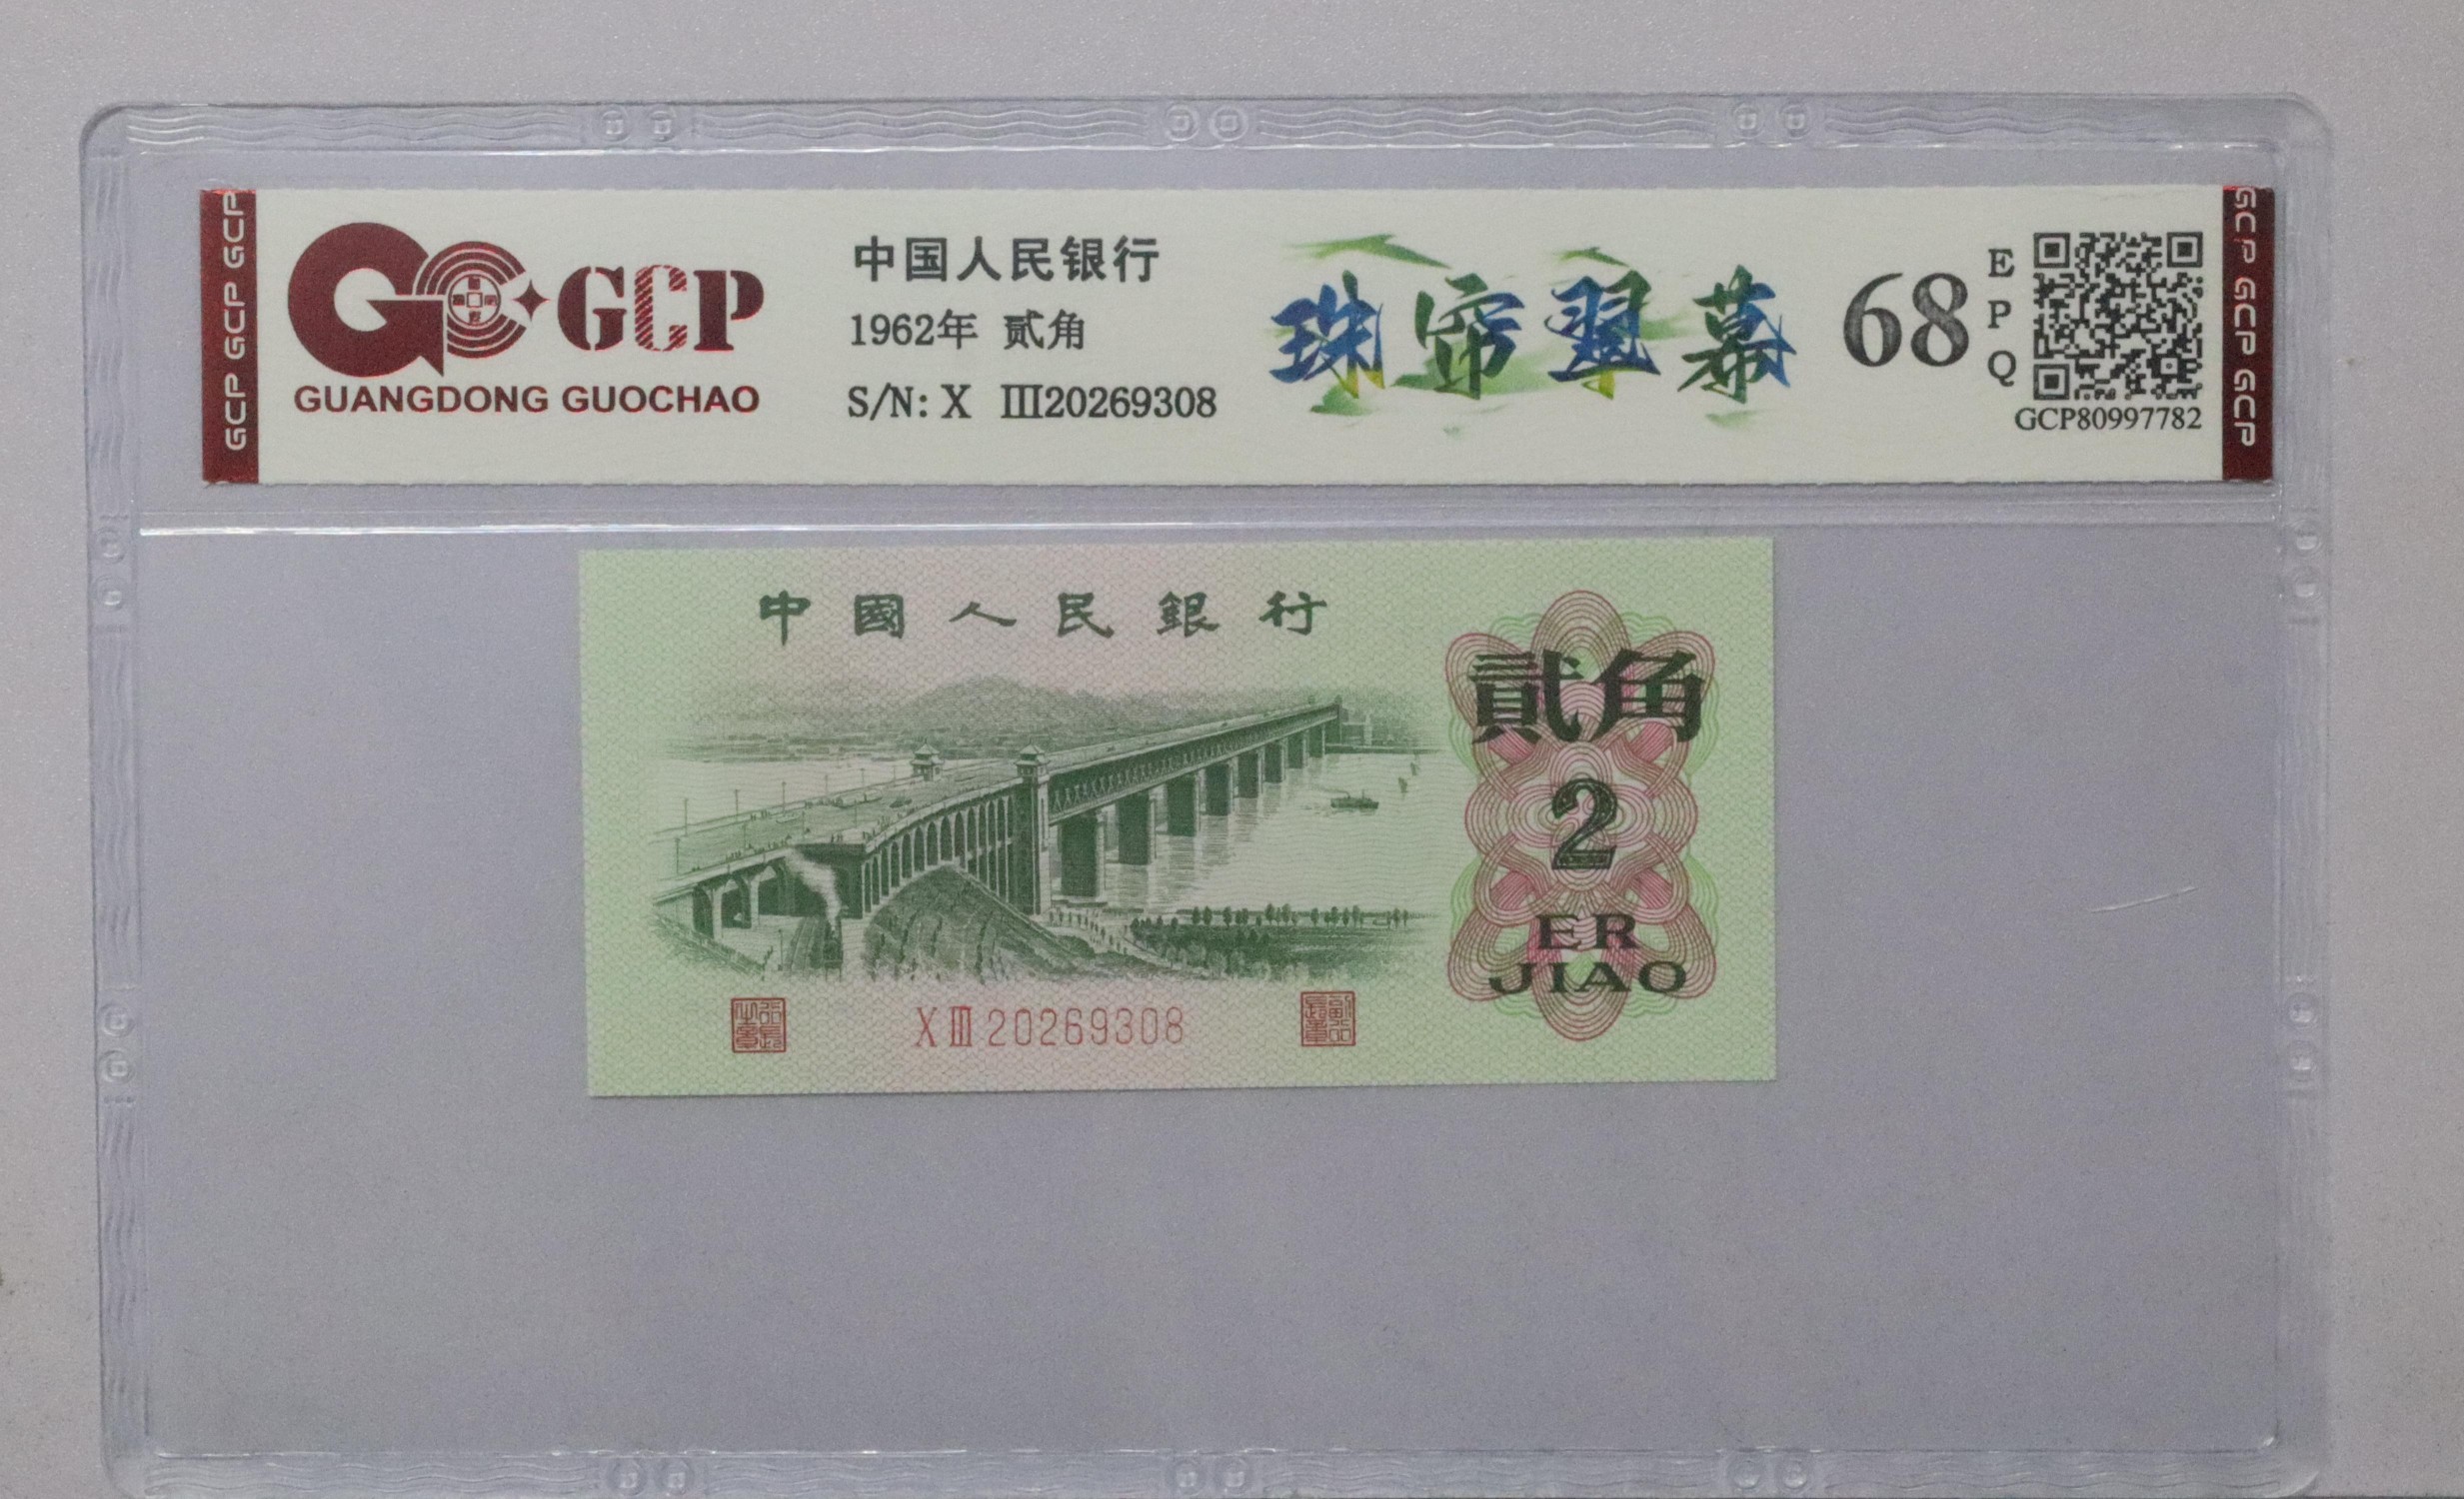 GCP GCP GCP
GCP
GUANGDONG GUOCHAO
中国人民银行
1962年 贰角
S/N: X Ⅲ20269308
珠帘翠幕
68
EPQ
GCP80997782
GCP GCP GCP
中國人民銀行
貳角
2
ER
JIAO
X Ⅲ 20269308